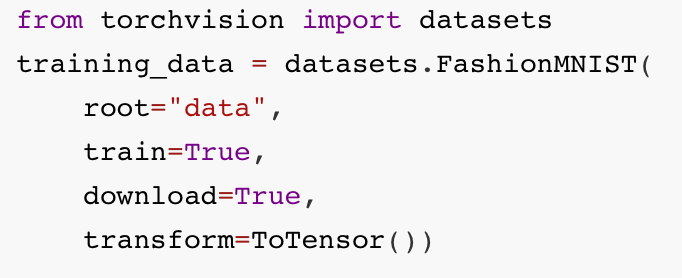 from torchvision import datasets
training_data = datasets.FashionMNIST(
    root="data",
    train=True,
    download=True,
    transform=ToTensor())